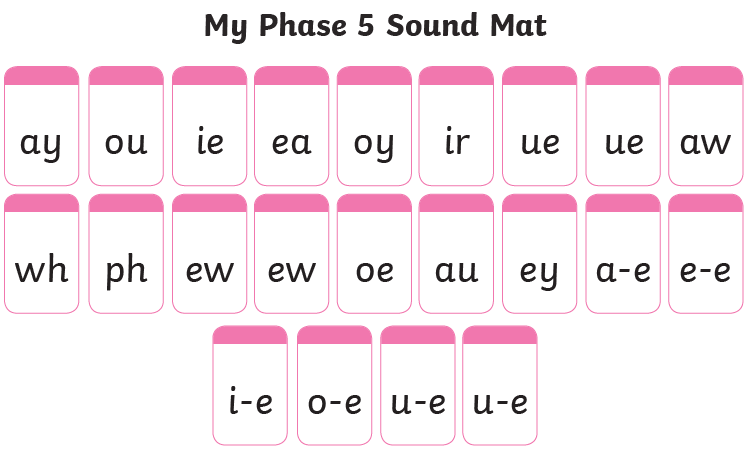 My Phase 5 Sound Mat
ay ou ie ea oy ir ue ue aw
wh ph ew ew oe au ey a-e e-e
i-e o-e u-e u-e